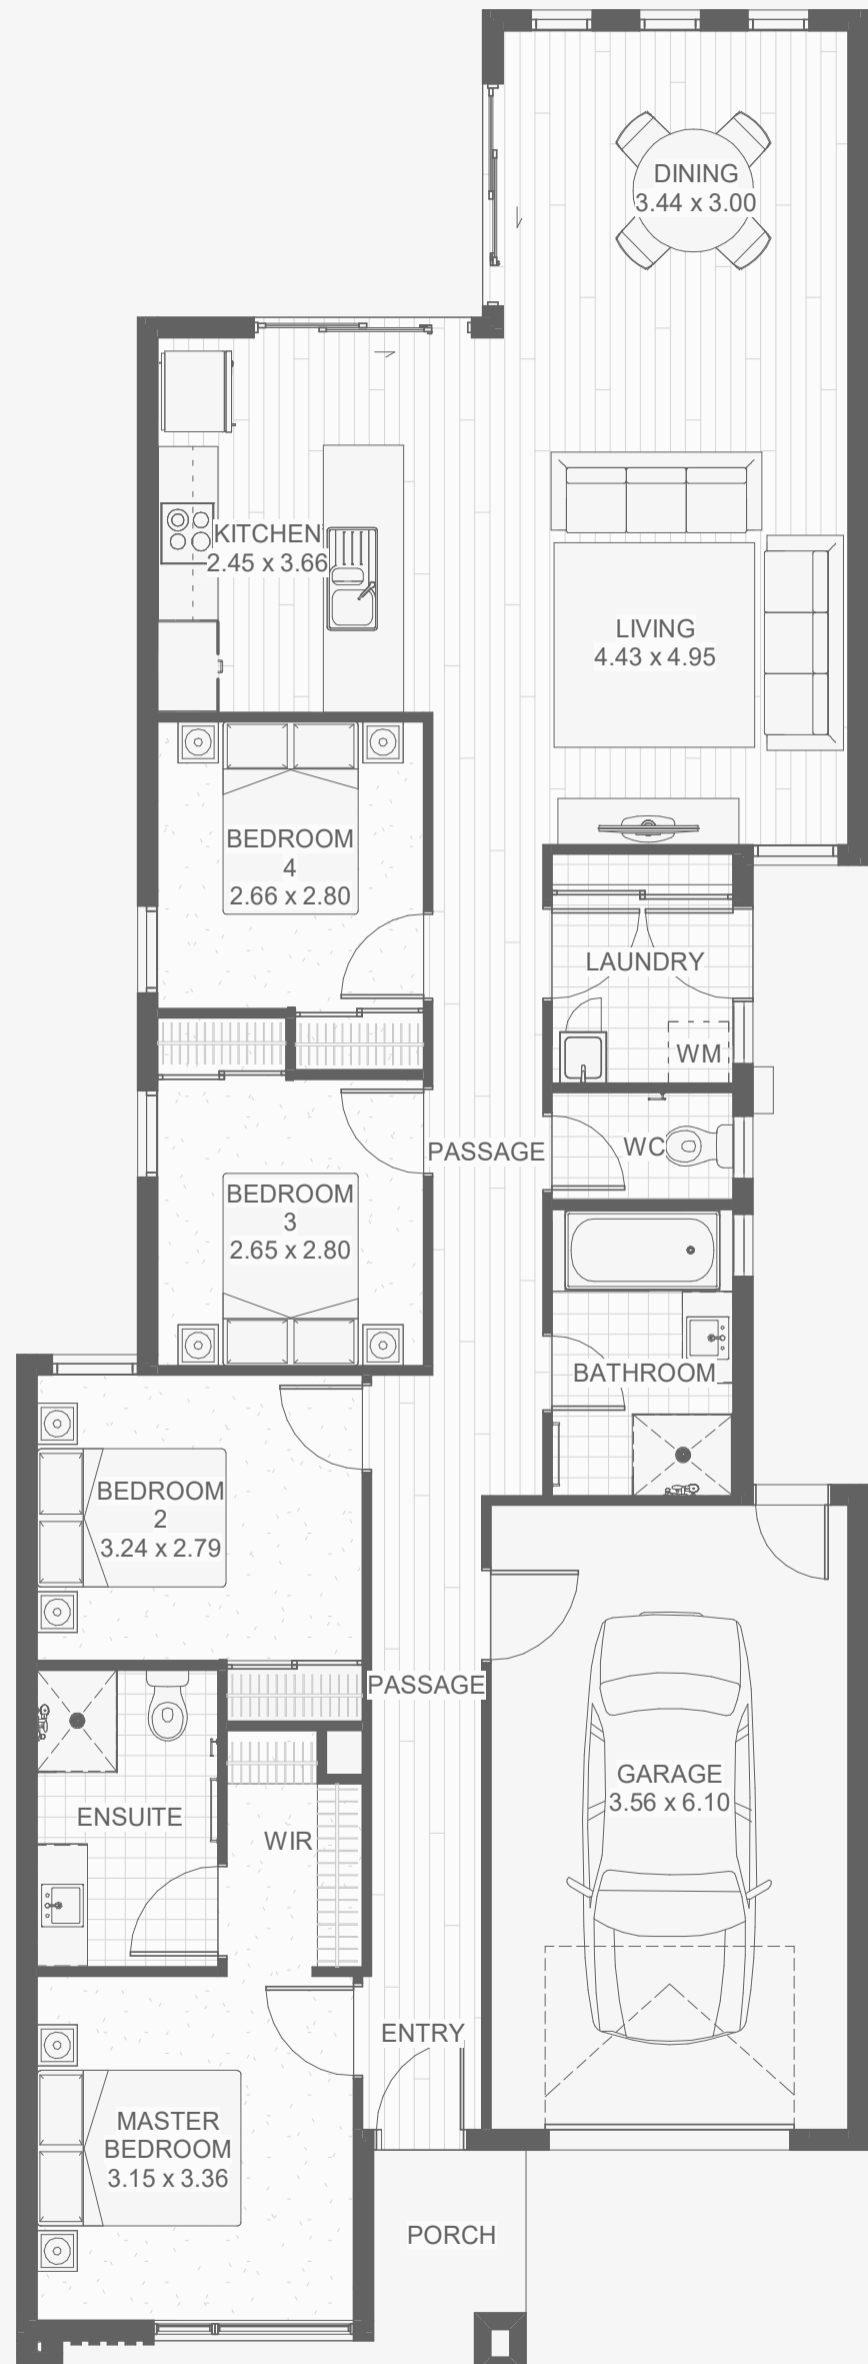 DINING
3.44 x 3.00
KITCHEN
2.45 x 3.66
LIVING
4.43 x 4.95
BEDROOM
4
2.66 x 2.80
LAUNDRY
WM
WC
PASSAGE
BEDROOM
3
2.65 x 2.80
BATHROOM
BEDROOM
2
3.24 x 2.79
PASSAGE
GARAGE
3.56 x 6.10
ENSUITE
WIR
ENTRY
MASTER
BEDROOM
3.15 x 3.36
PORCH